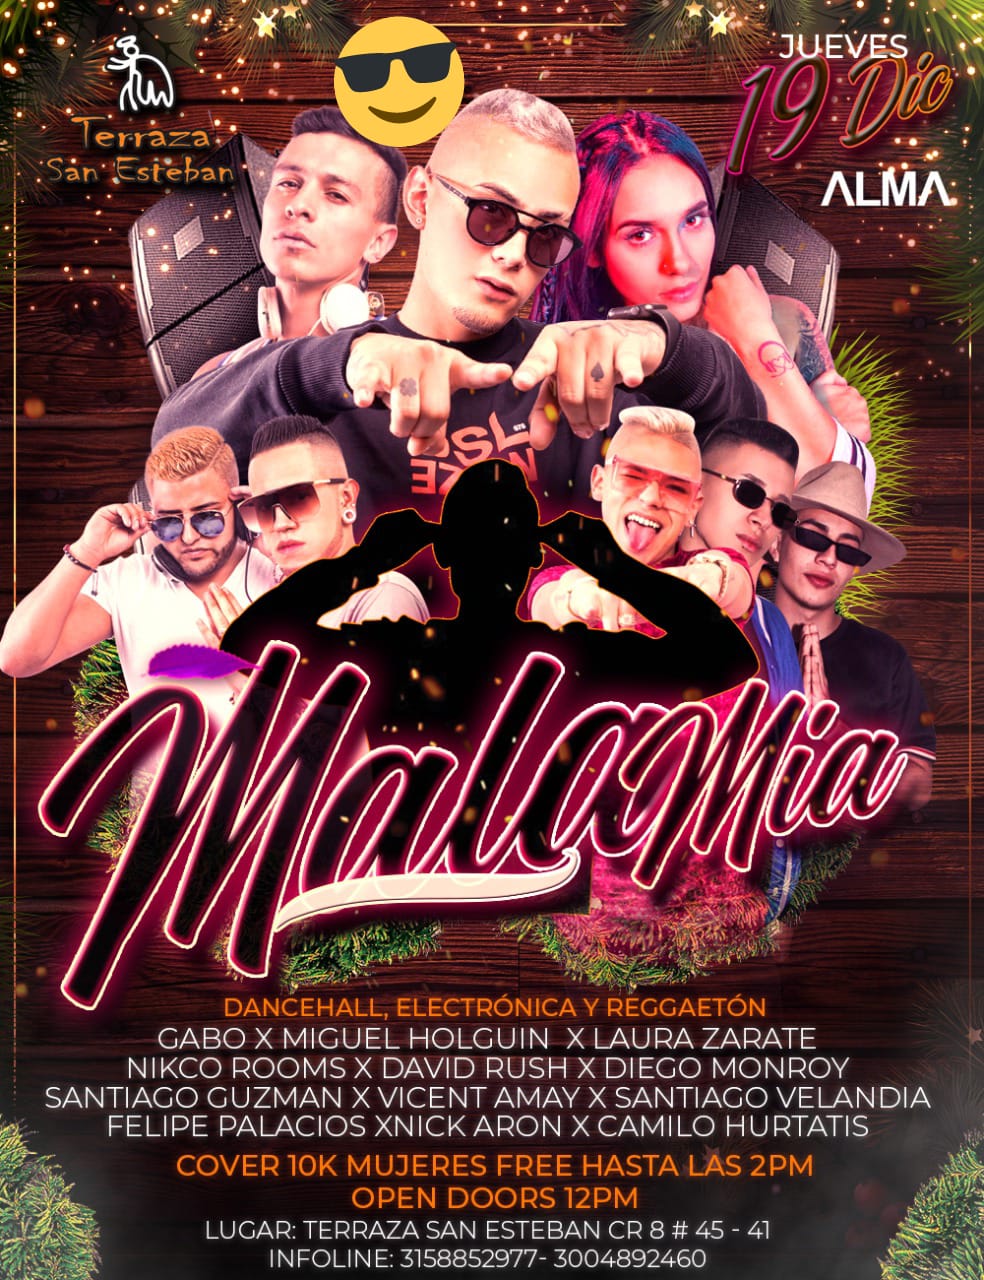 JUEVES
19 Dic
Terraza
San Esteban
ALMA
MalaMia
DANCEHALL, ELECTRÓNICA Y REGGAETÓN
GABO X MIGUEL HOLGUIN X LAURA ZARATE
NIKCO ROOMS X DAVID RUSH X DIEGO MONROY
SANTIAGO GUZMAN X VICENT AMAY X SANTIAGO VELANDIA
FELIPE PALACIOS XNICK ARON X CAMILO HURTATIS
COVER 10K MUJERES FREE HASTA LAS 2PM
OPEN DOORS 12PM
LUGAR: TERRAZA SAN ESTEBAN CR 8 # 45 - 41
INFOLINE: 3158852977- 3004892460